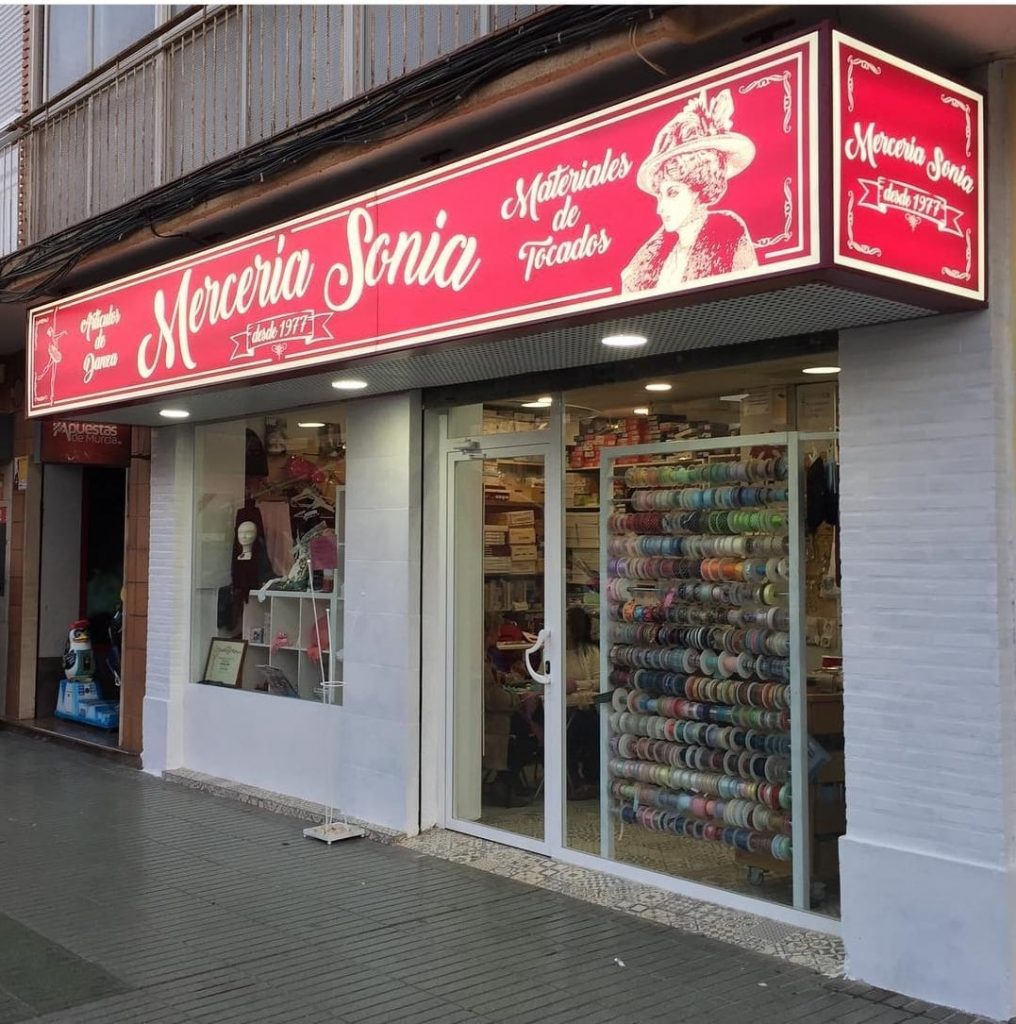 Artículos
de
Danza
Merceria Sonia
desde 1977
Materiales
de
Tocados
Merceria Sonia
desde 1977
Apuestas
de Murcia